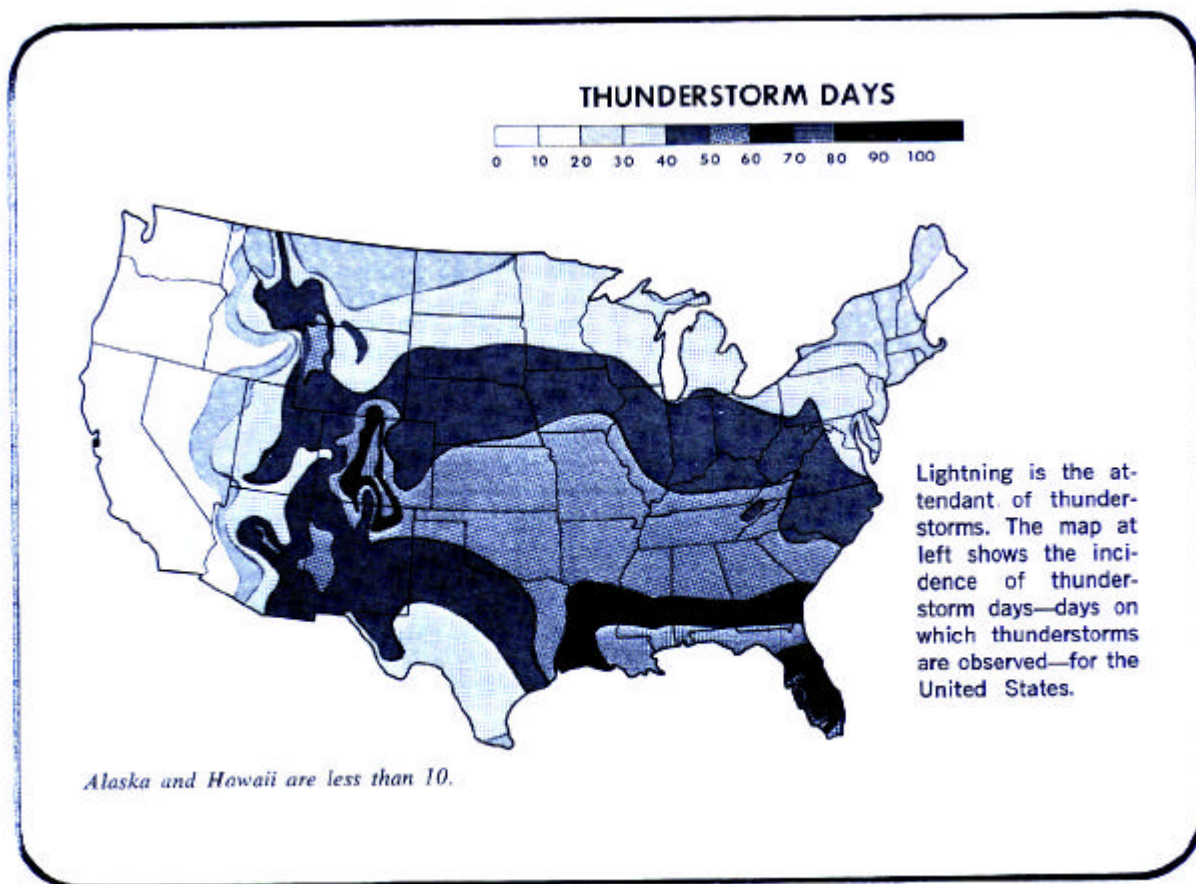 THUNDERSTORM DAYS
0 10 20 30 40 50 60 70 80 90 100
Lightning is the at-
tendant of thunder-
storms. The map at
left shows the inci-
dence of thunder-
storm days—days on
which thunderstorms
are observed—for the
United States.
Alaska and Hawaii are less than 10.